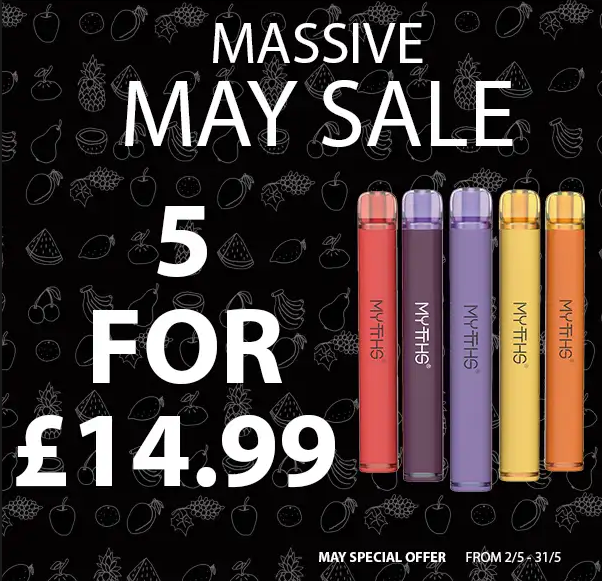 MASSIVE
MAY SALE
5
FOR
£14.99
MYTHS®
MYTHS®
MYTHS®
MYTHS®
MYTHS®
MAY SPECIAL OFFER FROM 2/5 - 31/5